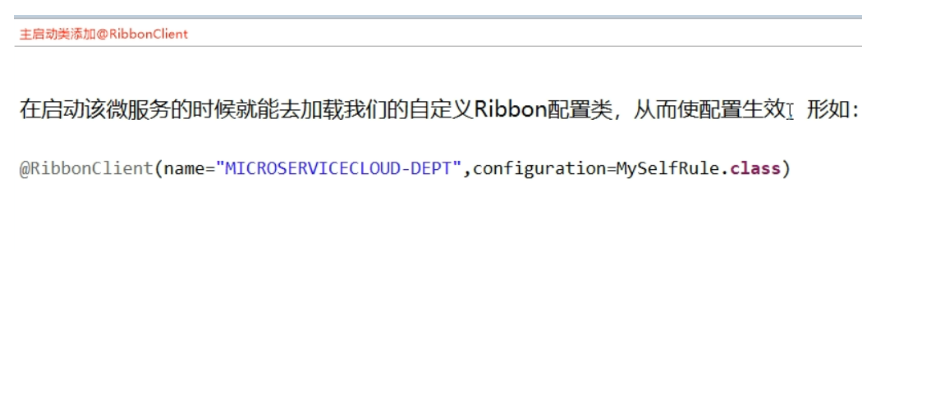 主启动类添加@RibbonClient
在启动该微服务的时候就能去加载我们的自定义Ribbon配置类，从而使配置生效 形如：
@RibbonClient(name="MICROSERVICECLOUD-DEPT",configuration=MySelfRule.class)